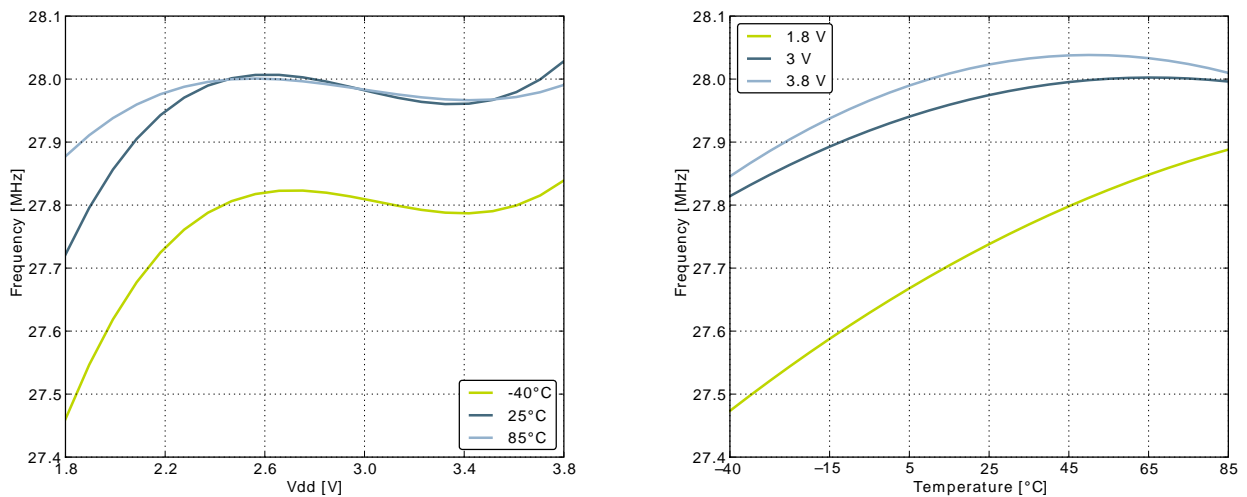 28.1
28.0
27.9
27.8
27.7
27.6
27.5
27.4
Frequency [MHz]
1.8
2.2
2.6
3.0
3.4
3.8
Vdd [V]
-40°C
25°C
85°C
28.1
28.0
27.9
27.8
27.7
27.6
27.5
27.4
Frequency [MHz]
–40
–15
5
25
45
65
85
Temperature [°C]
1.8 V
3 V
3.8 V